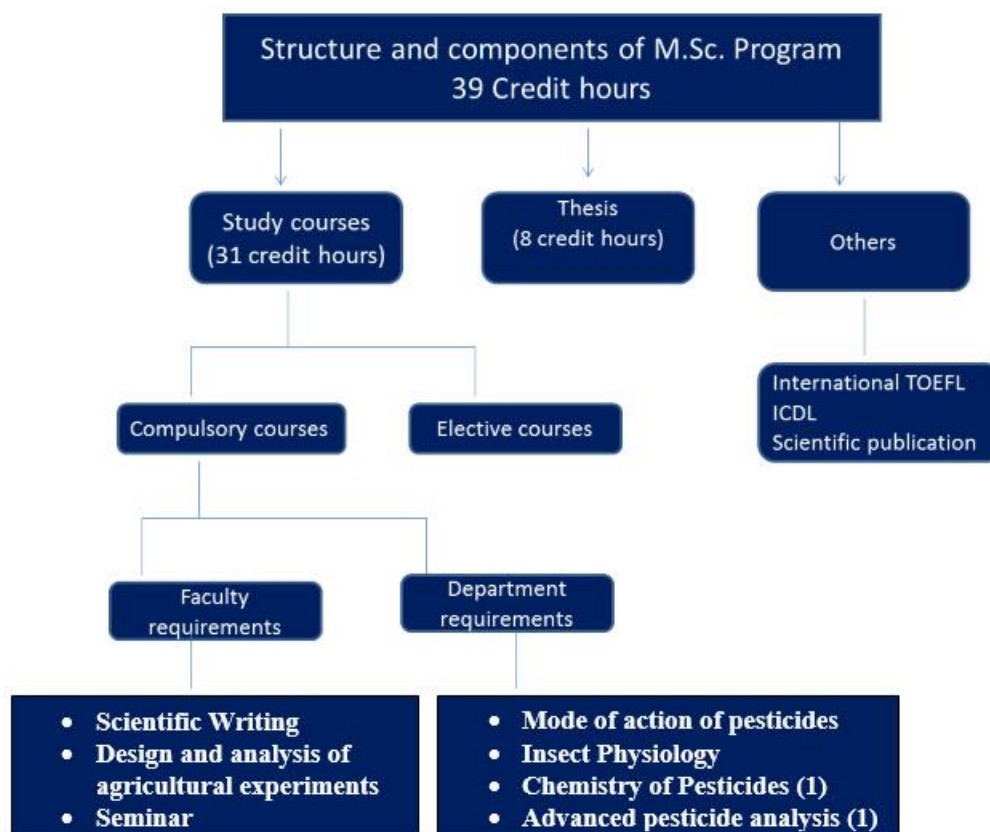 Structure and components of M.Sc. Program
39 Credit hours
Study courses
(31 credit hours)
Thesis
(8 credit hours)
Others
International TOEFL
ICDL
Scientific publication
Compulsory courses
Elective courses
Faculty
requirements
Department
requirements
• Scientific Writing
• Design and analysis of
agricultural experiments
• Seminar
• Mode of action of pesticides
• Insect Physiology
• Chemistry of Pesticides (1)
• Advanced pesticide analysis (1)